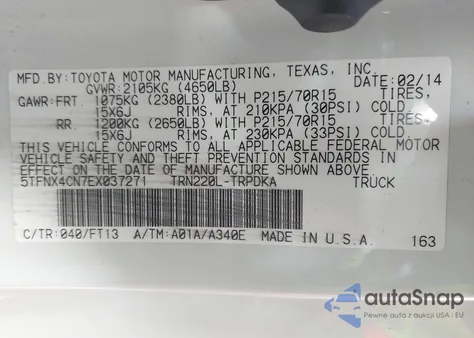 MFD.BY:TOYOTA MOTOR MANUFACTURING, TEXAS, INC.
GVWR:2105KG (4650LB) DATE:02/14
GAWR:FRT 1075KG (2380LB) WITH P215/70R15 TIRES,
15X6J RIMS, AT 210KPA (30PSI) COLD.
RR 1200KG (2650LB) WITH P215/70R15 TIRES,
15X6J RIMS, AT 230KPA (33PSI) COLD.
THIS VEHICLE CONFORMS TO ALL APPLICABLE FEDERAL MOTOR
VEHICLE SAFETY AND THEFT PREVENTION STANDARDS IN
EFFECT ON THE DATE OF MANUFACTURE SHOWN ABOVE.
5TFNX4CN7EX037271 TRN220L-TRPDKA TRUCK
C/TR:040/FT13 A/TM:A01A/A340E MADE IN U.S.A. 163
autoSnap
Pewne auta z aukcji USA i EU